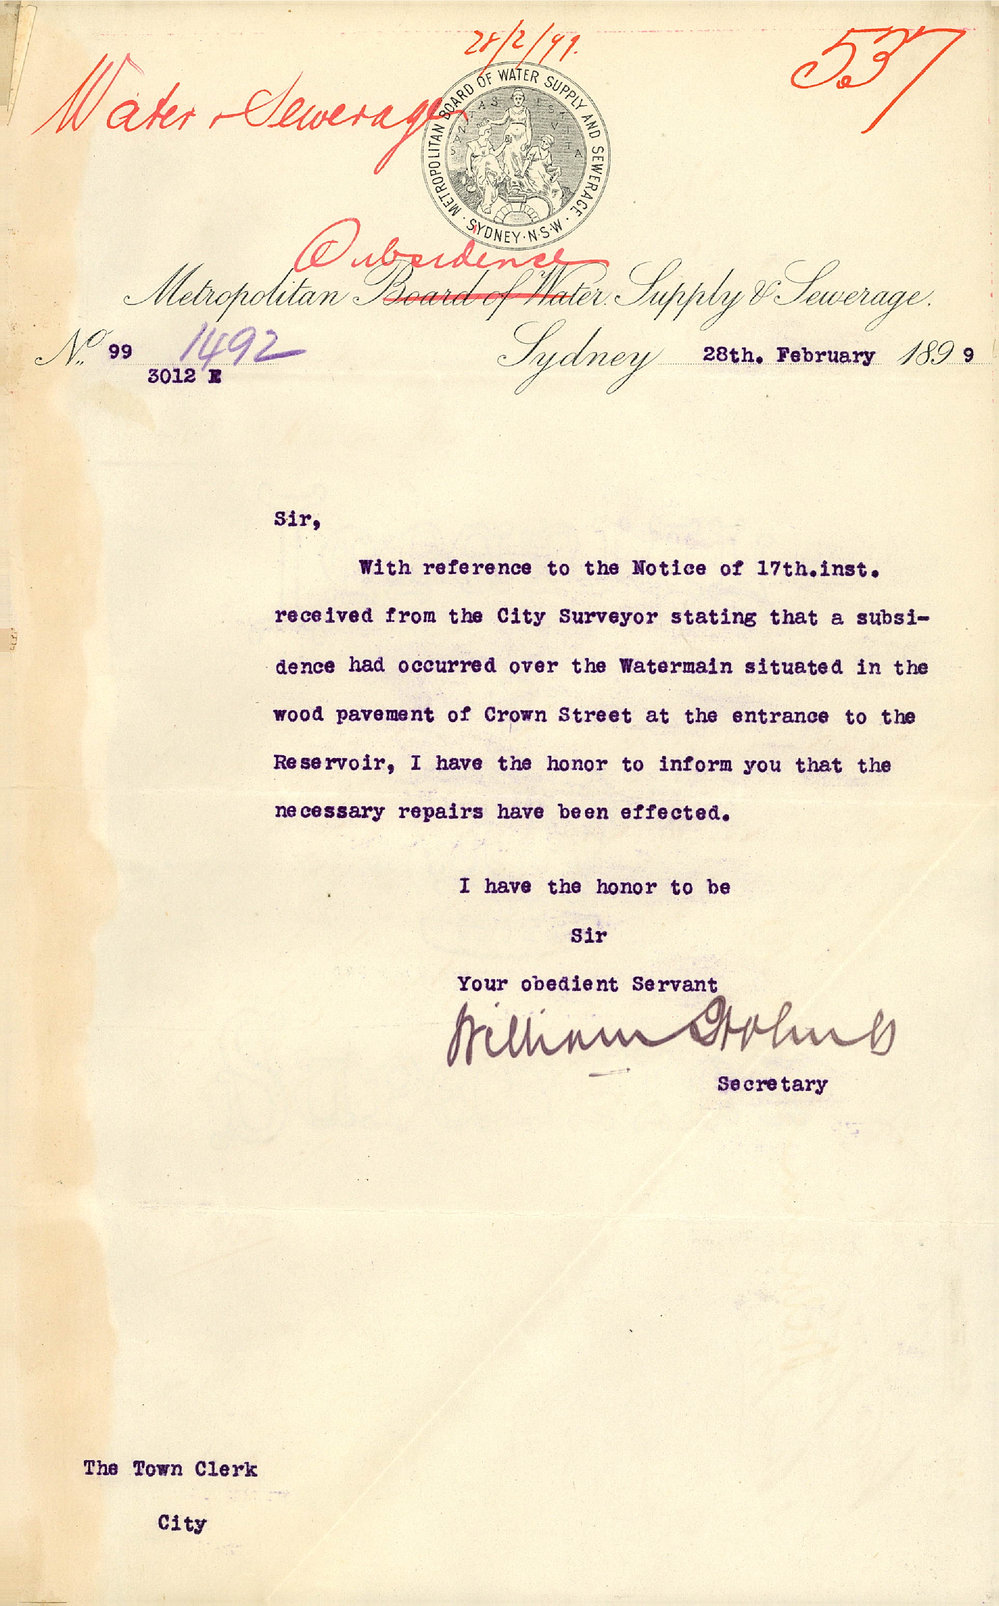 28/2/99.
537
Water & Sewerage
METROPOLITAN BOARD OF WATER SUPPLY AND SEWERAGE
· SYDNEY · N·S·W ·
Subsidence
Metropolitan Board of Water Supply & Sewerage.
No. 99 1492
3012 E
Sydney 28th. February 1899
Sir,
With reference to the Notice of 17th.inst.
received from the City Surveyor stating that a subsi-
dence had occurred over the Watermain situated in the
wood pavement of Crown Street at the entrance to the
Reservoir, I have the honor to inform you that the
necessary repairs have been effected.
I have the honor to be
Sir
Your obedient Servant
William Holmes
Secretary
The Town Clerk
City